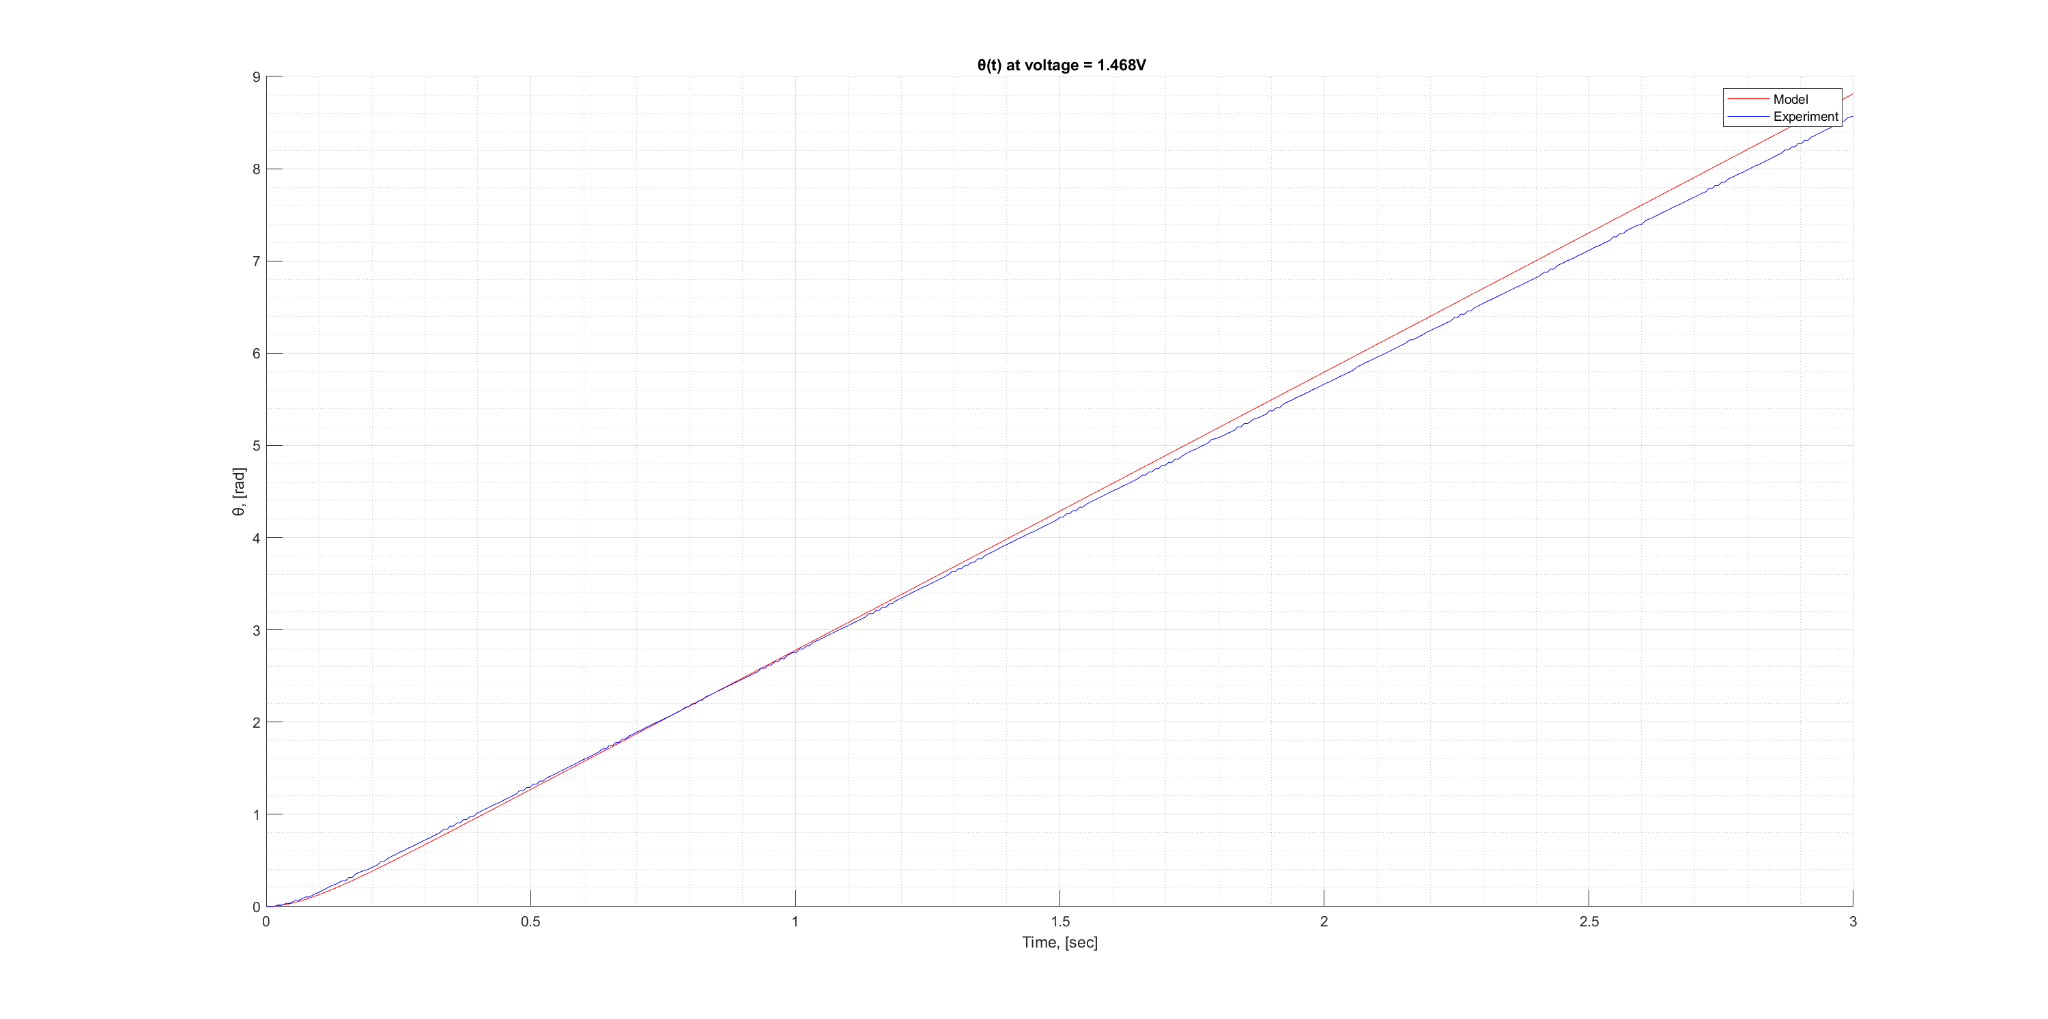 θ(t) at voltage = 1.468V
Model
Experiment
9
8
7
6
5
4
3
2
1
0
θ, [rad]
0 0.5 1 1.5 2 2.5 3
Time, [sec]